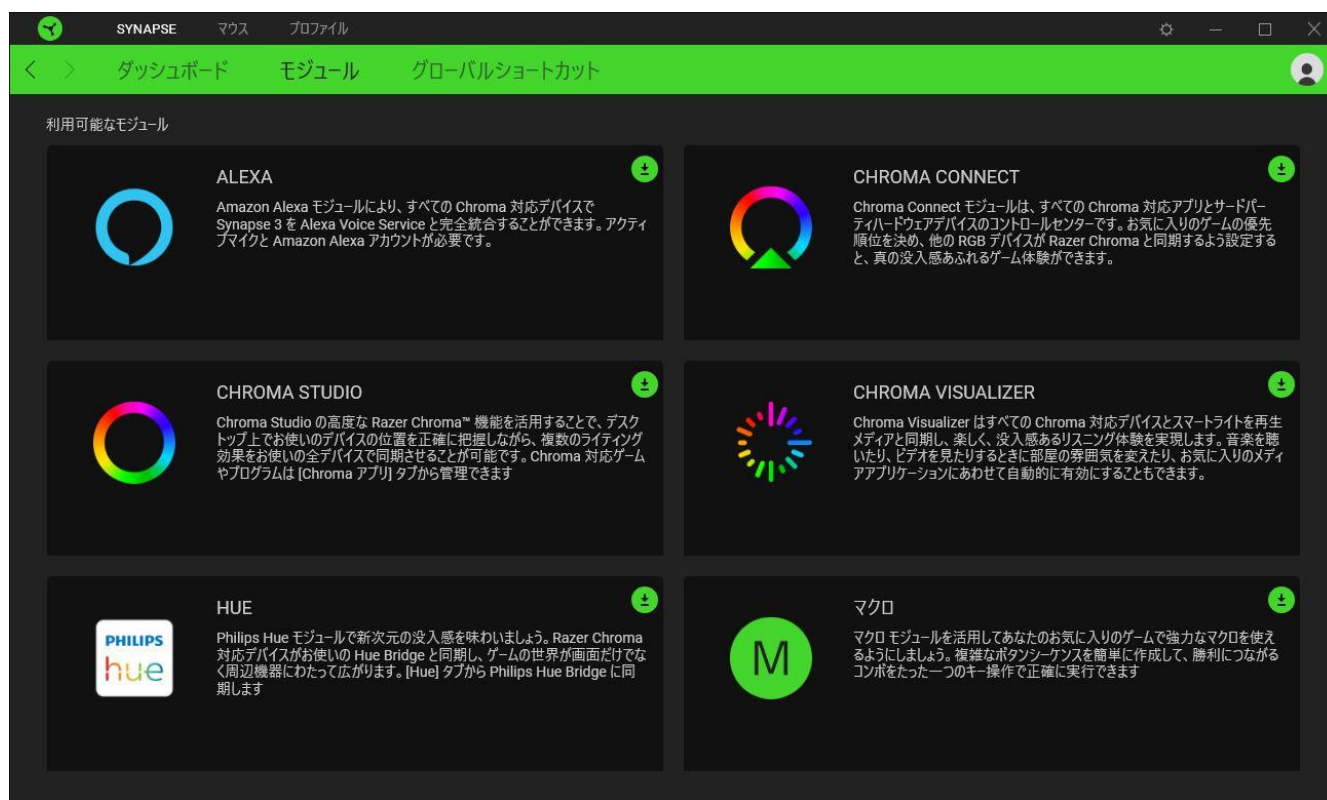 SYNAPSE マウス プロファイル
ダッシュボード モジュール グローバルショートカット
利用可能なモジュール
ALEXA
Amazon Alexa モジュールにより、すべての Chroma 対応デバイスで
Synapse 3 を Alexa Voice Service と完全統合することができます。アクティ
ブマイクと Amazon Alexa アカウントが必要です。
CHROMA CONNECT
Chroma Connect モジュールは、すべての Chroma 対応アプリとサードパー
ティハードウェアデバイスのコントロールセンターです。お気に入りのゲームの優先
順位を決め、他の RGB デバイスが Razer Chroma と同期するよう設定する
と、真の没入感あふれるゲーム体験ができます。
CHROMA STUDIO
Chroma Studio の高度な Razer Chroma™ 機能を活用することで、デスク
トップ上でお使いのデバイスの位置を正確に把握しながら、複数のライティング
効果をお使いの全デバイスで同期させることが可能です。Chroma 対応ゲーム
やプログラムは [Chroma アプリ] タブから管理できます
CHROMA VISUALIZER
Chroma Visualizer はすべての Chroma 対応デバイスとスマートライトを再生
メディアと同期し、楽しく、没入感あるリスニング体験を実現します。音楽を聴
いたり、ビデオを見たりするときに部屋の雰囲気を変えたり、お気に入りのメディ
アアプリケーションにあわせて自動的に有効にすることもできます。
PHILIPS
hue
HUE
Philips Hue モジュールで新次元の没入感を味わいましょう。Razer Chroma
対応デバイスがお使いの Hue Bridge と同期し、ゲームの世界が画面だけでな
く周辺機器にわたって広がります。[Hue] タブから Philips Hue Bridge に同
期します
M
マクロ
マクロ モジュールを活用してあなたのお気に入りのゲームで強力なマクロを使え
るようにしましょう。複雑なボタンシーケンスを簡単に作成して、勝利につながる
コンボをたった一つのキー操作で正確に実行できます